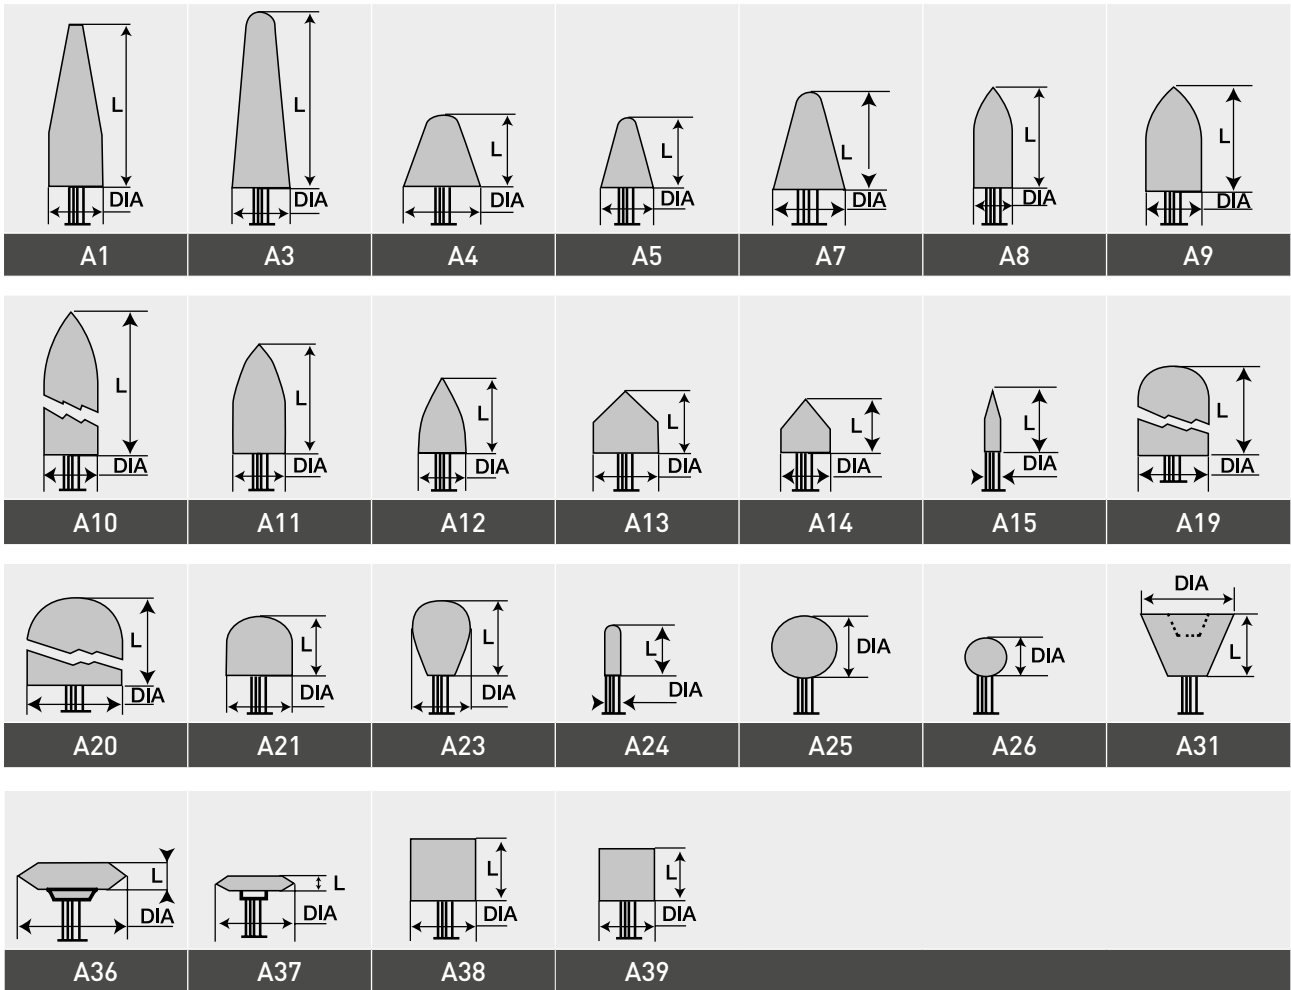 L L L L L L L
DIA DIA DIA DIA DIA DIA DIA
A1 A3 A4 A5 A7 A8 A9
L L L L L L L
DIA DIA DIA DIA DIA DIA DIA
A10 A11 A12 A13 A14 A15 A19
DIA
L L L L DIA DIA L
DIA DIA DIA DIA
A20 A21 A23 A24 A25 A26 A31
L L L L
DIA DIA DIA DIA
A36 A37 A38 A39